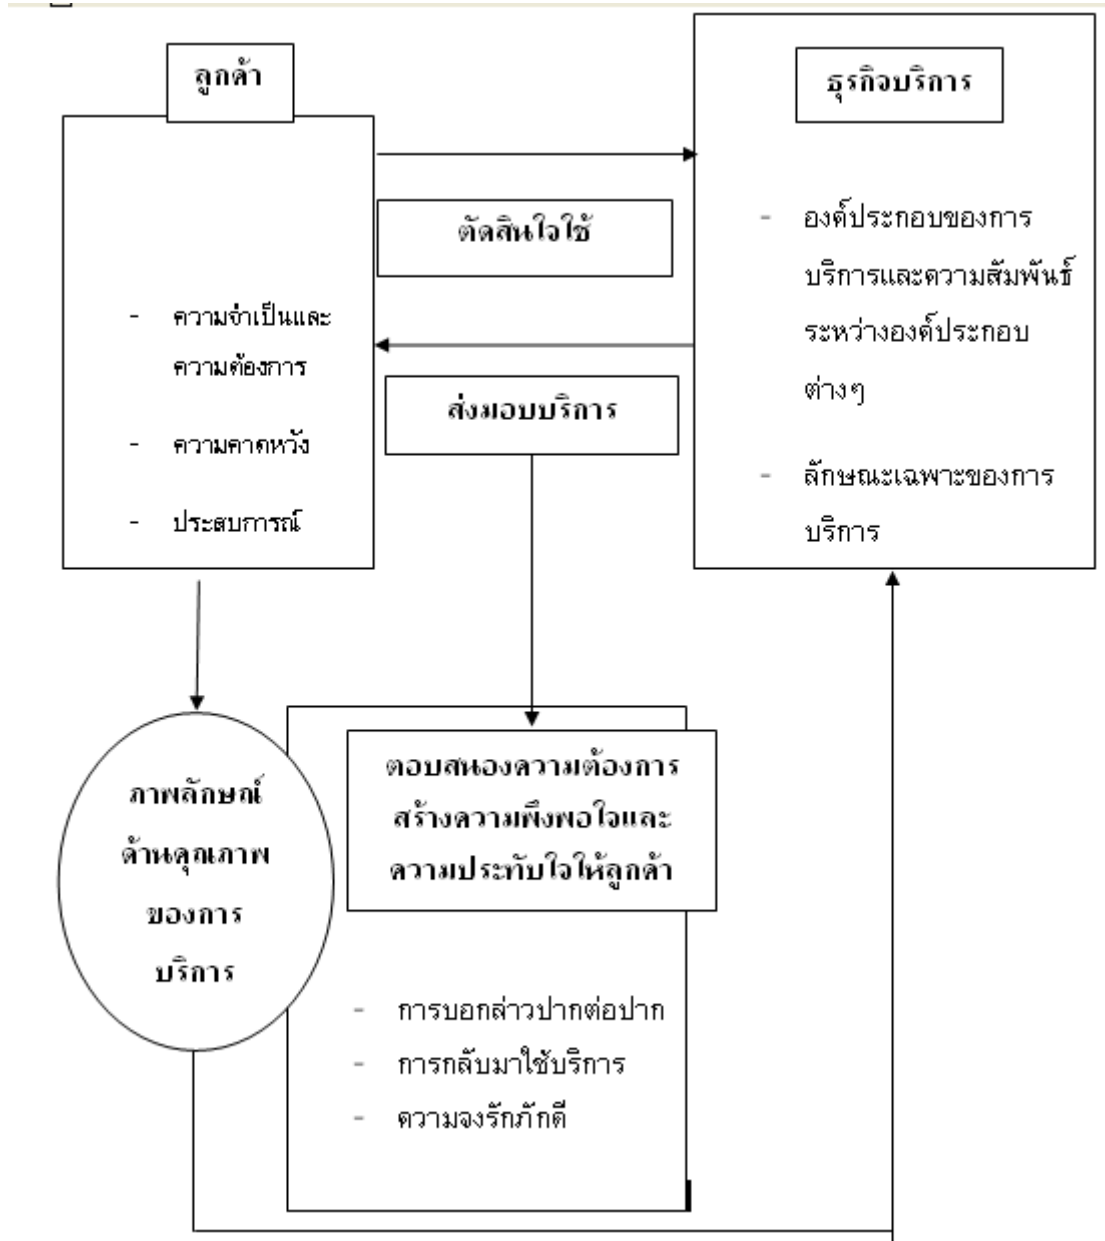 ลูกค้า
- ความจำเป็นและ
ความต้องการ
- ความคาดหวัง
- ประสบการณ์
ตัดสินใจใช้
ส่งมอบบริการ
ธุรกิจบริการ
- องค์ประกอบของการ
บริการและความสัมพันธ์
ระหว่างองค์ประกอบ
ต่างๆ
- ลักษณะเฉพาะของการ
บริการ
ภาพลักษณ์
ด้านคุณภาพ
ของการ
บริการ
ตอบสนองความต้องการ
สร้างความพึงพอใจและ
ความประทับใจให้ลูกค้า
- การบอกล่าวปากต่อปาก
- การกลับมาใช้บริการ
- ความจงรักภักดี